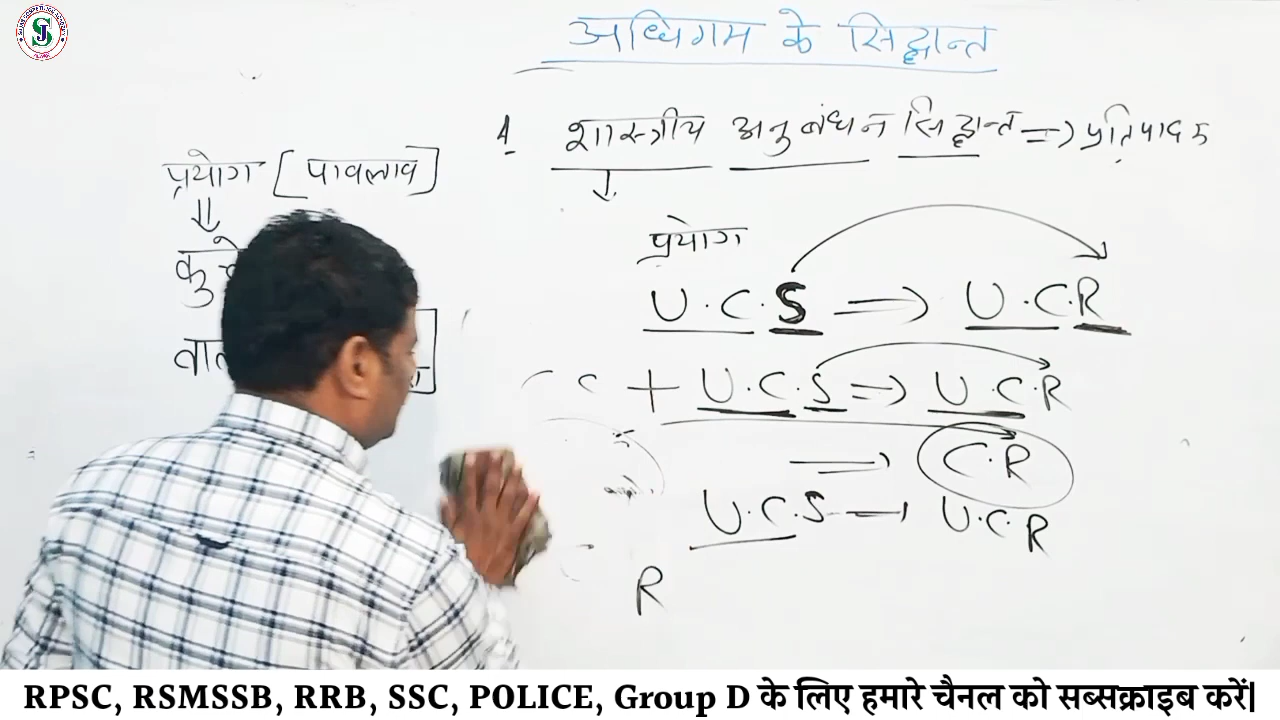 अधिगम के सिद्धान्त
1 शास्त्रीय अनुबंधन सिद्धान्त => प्रतिपादक
प्रयोग [पावलाव]
प्रयोग
U.C.S => U.C.R
+ U.C.S => U.C.R
C.R
U.C.S → U.C.R
R
RPSC, RSMSSB, RRB, SSC, POLICE, Group D के लिए हमारे चैनल को सब्सक्राइब करें|